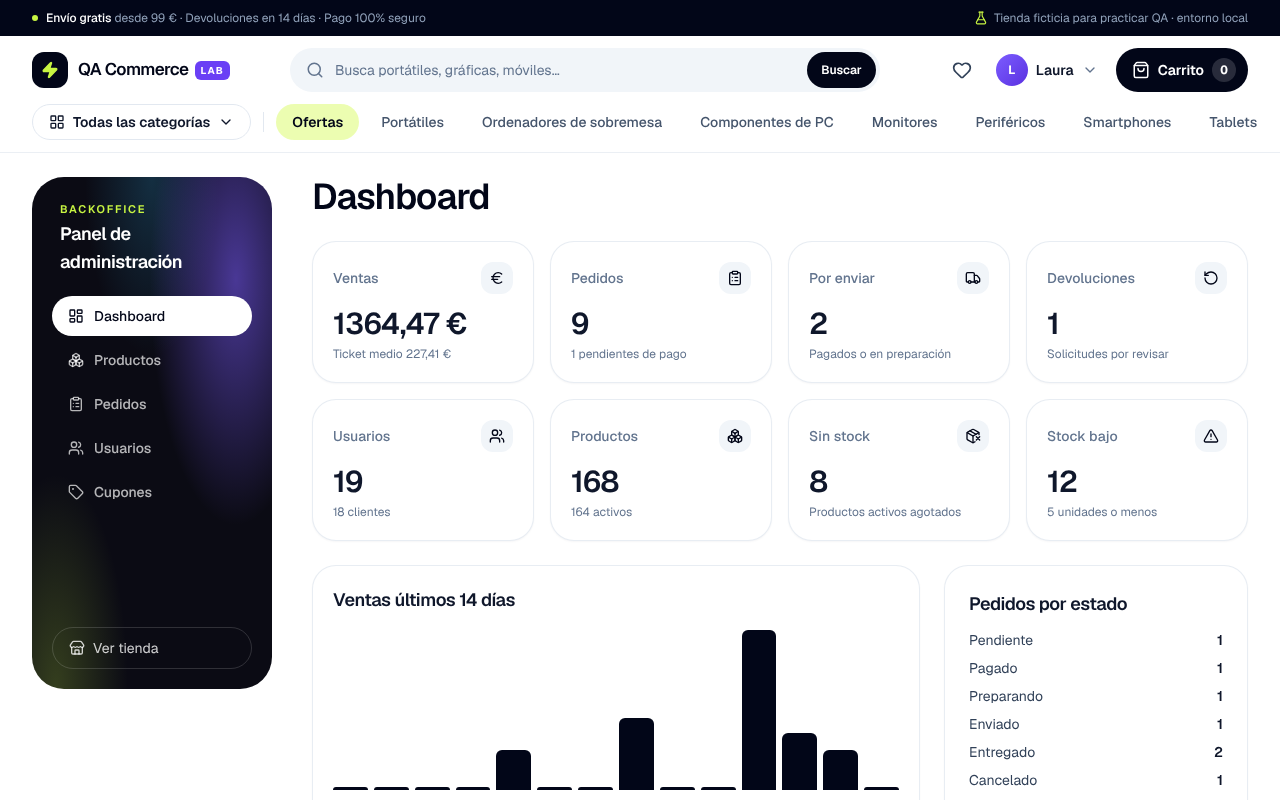 Envío gratis desde 99 € · Devoluciones en 14 días · Pago 100% seguro
Tienda ficticia para practicar QA · entorno local
QA Commerce LAB
Busca portátiles, gráficas, móviles...
Buscar
L
Laura
Carrito 0
Todas las categorías
Ofertas
Portátiles
Ordenadores de sobremesa
Componentes de PC
Monitores
Periféricos
Smartphones
Tablets
BACKOFFICE
Panel de
administración
Dashboard
Productos
Pedidos
Usuarios
Cupones
Ver tienda
Dashboard
Ventas
€
1364,47 €
Ticket medio 227,41 €
Pedidos
9
1 pendientes de pago
Por enviar
2
Pagados o en preparación
Devoluciones
1
Solicitudes por revisar
Usuarios
19
18 clientes
Productos
168
164 activos
Sin stock
8
Productos activos agotados
Stock bajo
12
5 unidades o menos
Ventas últimos 14 días
Pedidos por estado
Pendiente 1
Pagado 1
Preparando 1
Enviado 1
Entregado 2
Cancelado 1